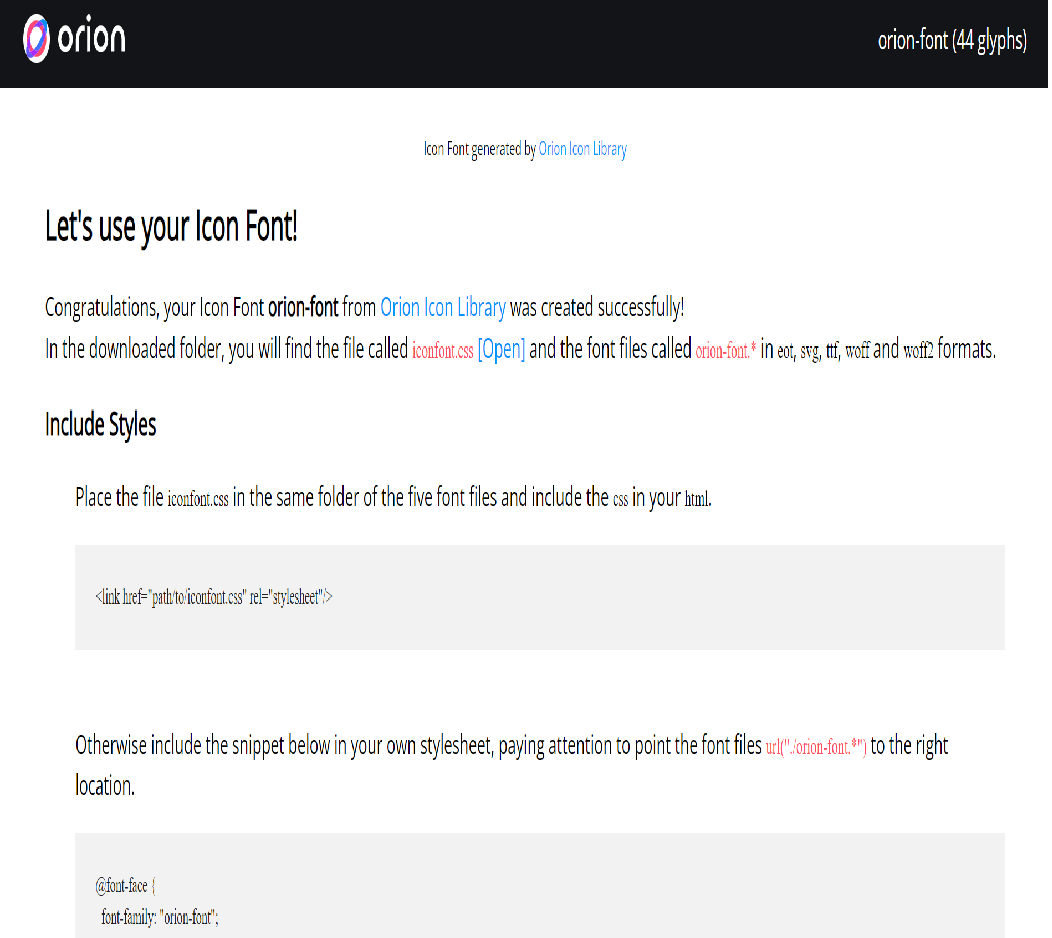 orion
orion-font (44 glyphs)
Icon Font generated by Orion Icon Library
Let's use your Icon Font!
Congratulations, your Icon Font orion-font from Orion Icon Library was created successfully!
In the downloaded folder, you will find the file called iconfont.css [Open] and the font files called orion-font.* in eot, svg, ttf, woff and woff2 formats.
Include Styles
Place the file iconfont.css in the same folder of the five font files and include the css in your html.
<link href="path/to/iconfont.css" rel="stylesheet"/>
Otherwise include the snippet below in your own stylesheet, paying attention to point the font files url("./orion-font.*") to the right
location.
@font-face {
font-family: "orion-font";